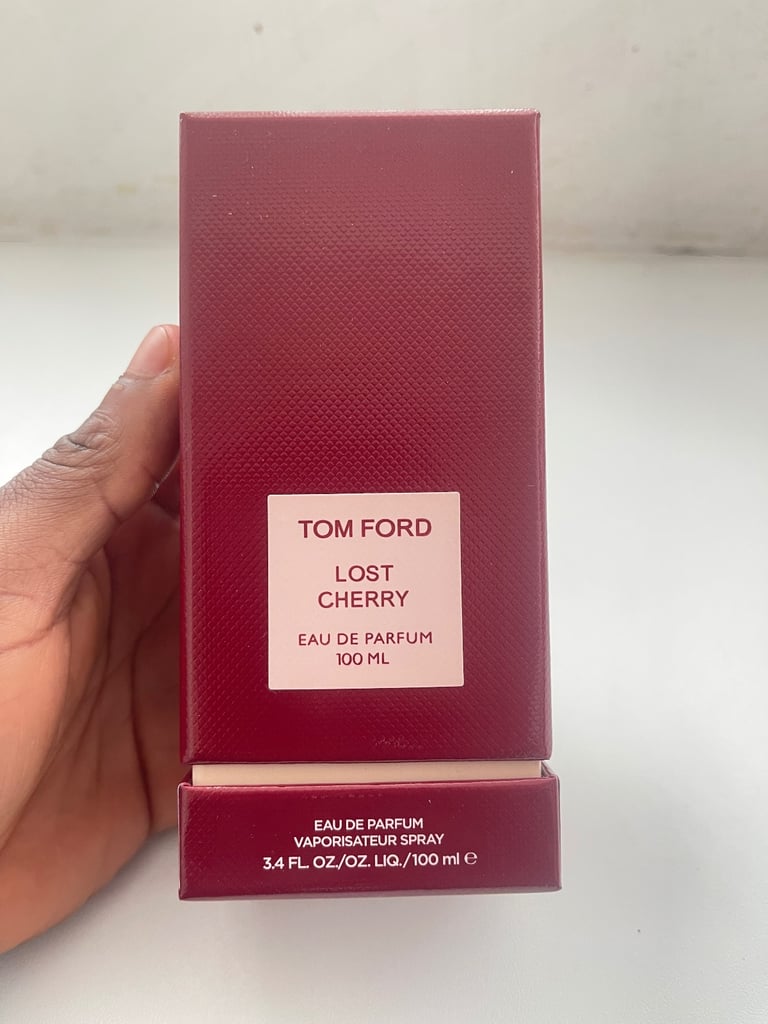 TOM FORD
LOST
CHERRY
EAU DE PARFUM
100 ML
EAU DE PARFUM
VAPORISATEUR SPRAY
3.4 FL. OZ./OZ. LIQ./100 ml ℮